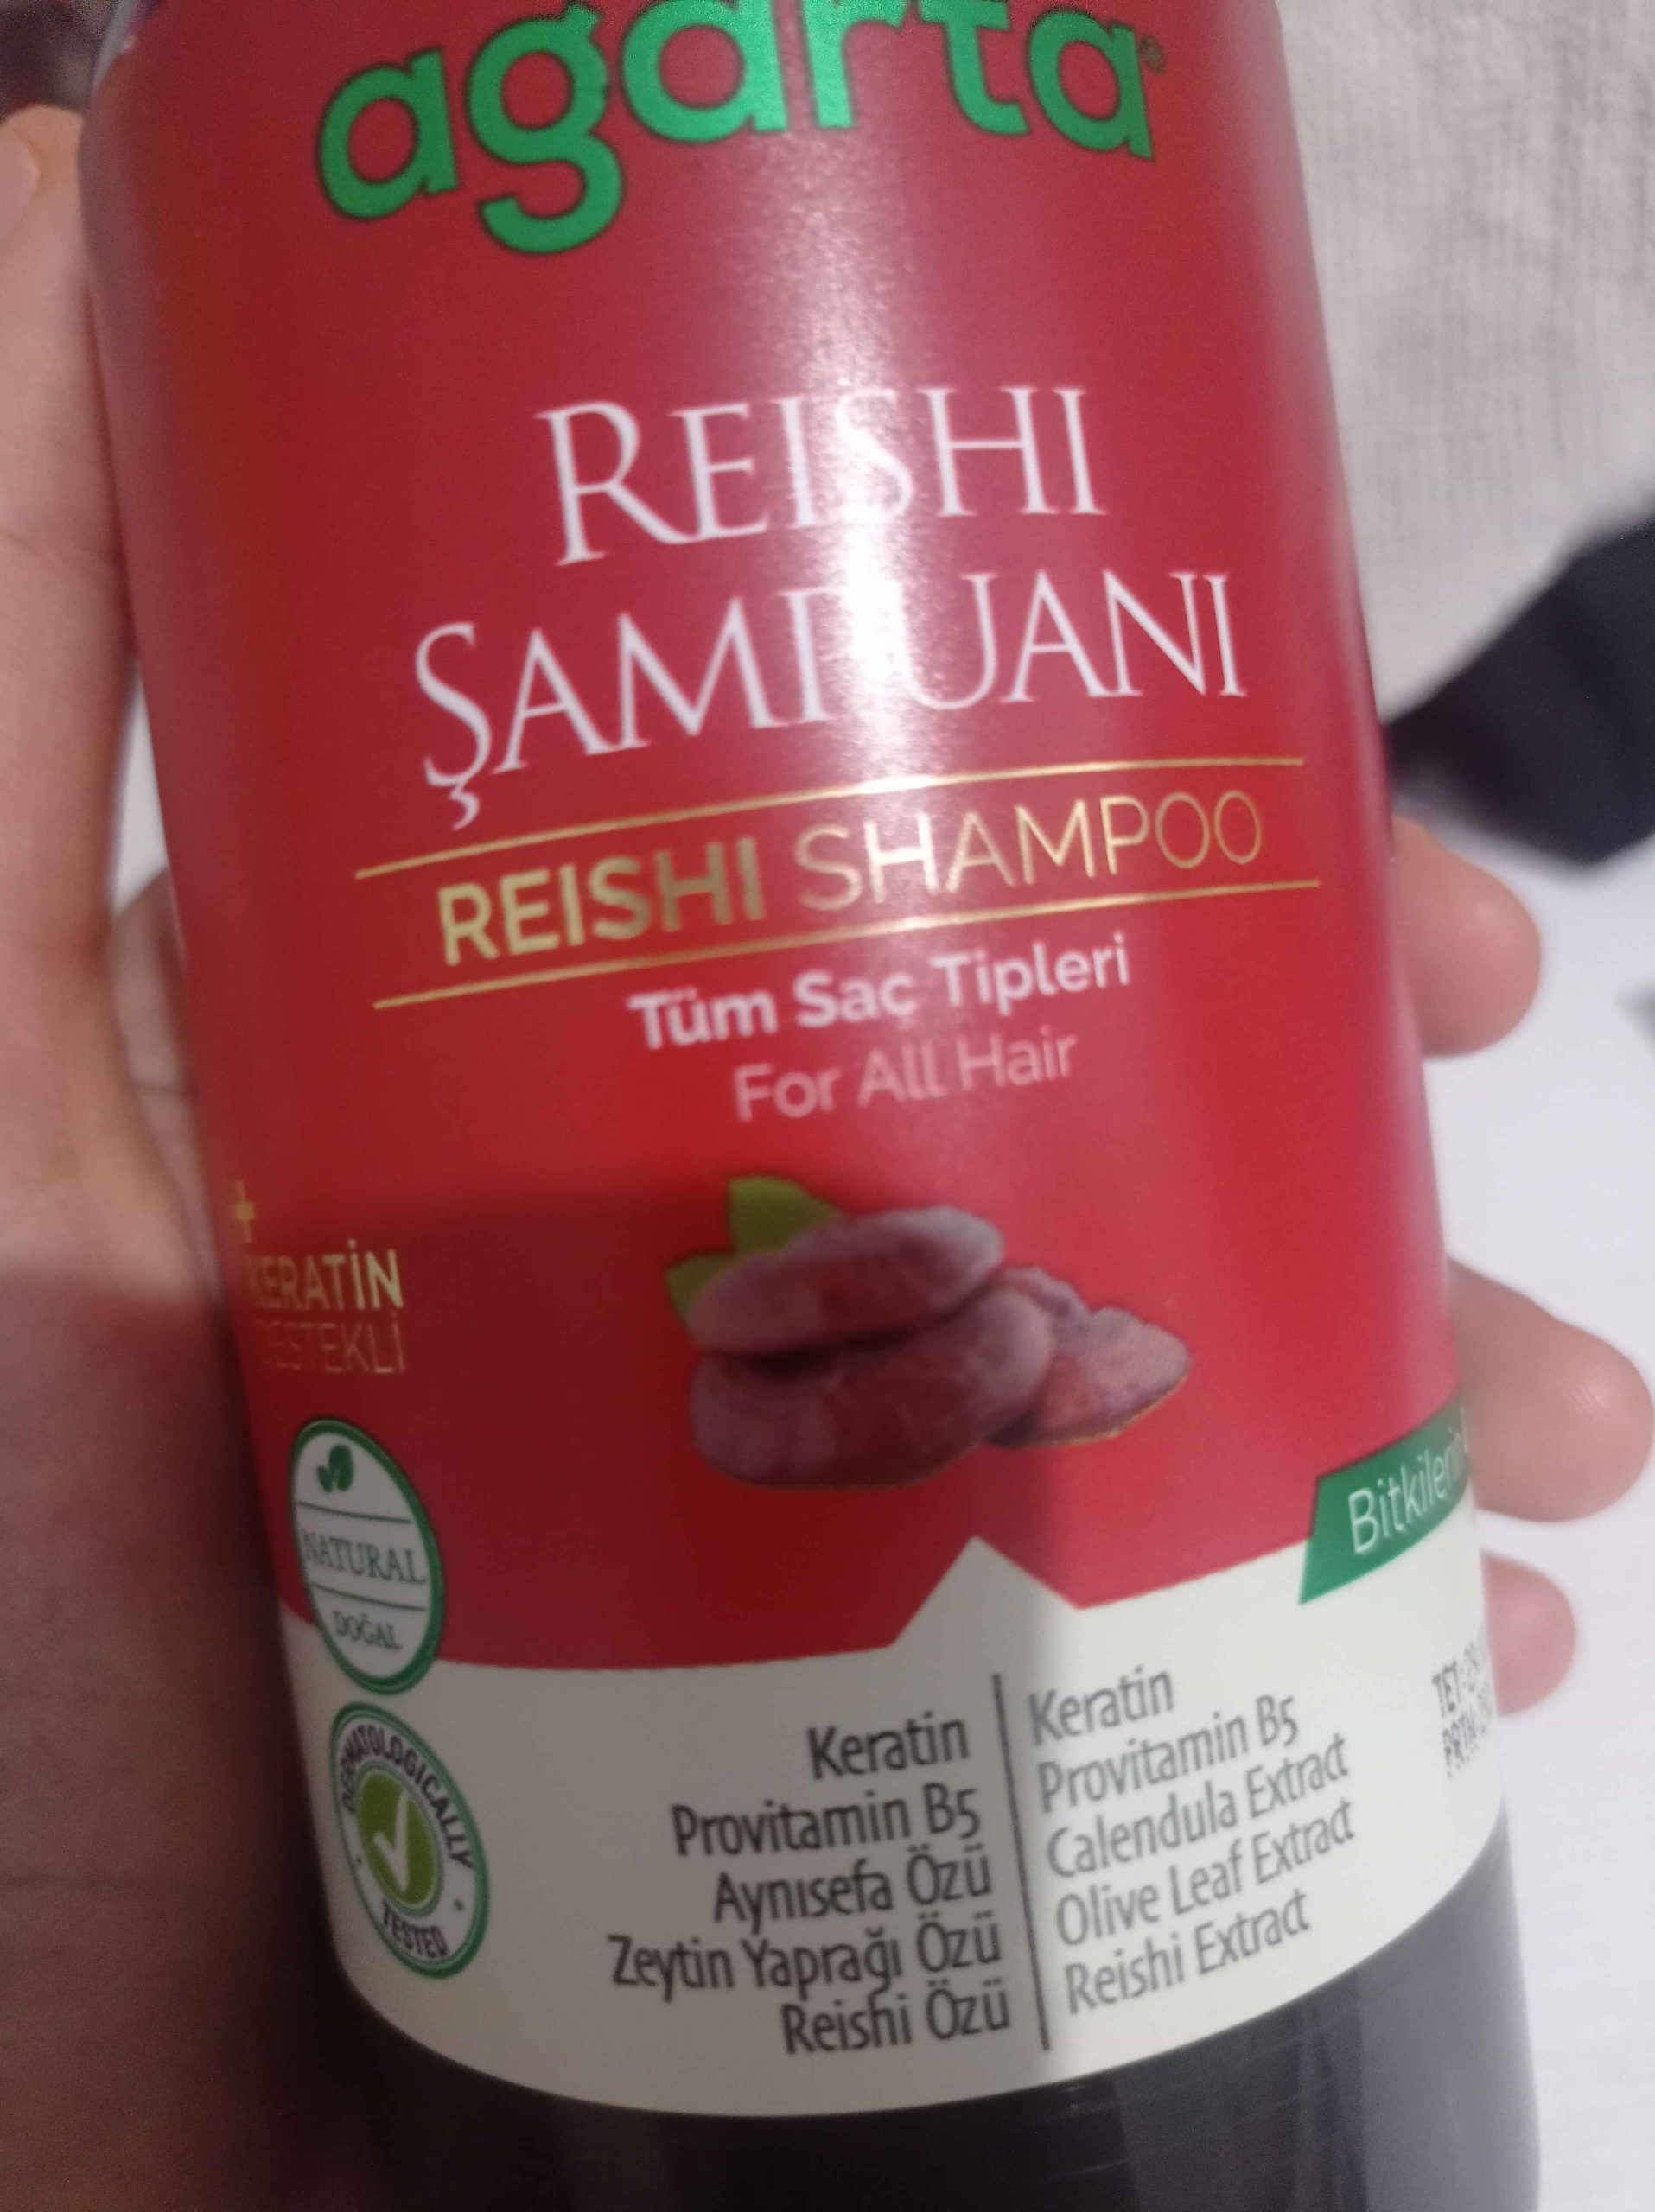 agarta®
REISHI
ŞAMPUANI
REISHI SHAMPOO
Tüm Saç Tipleri
For All Hair
+
KERATİN
DESTEKLİ
NATURAL
DOĞAL
DERMATOLOGICALLY
TESTED
Keratin
Provitamin B5
Aynısefa Özü
Zeytin Yaprağı Özü
Reishi Özü
Keratin
Provitamin B5
Calendula Extract
Olive Leaf Extract
Reishi Extract